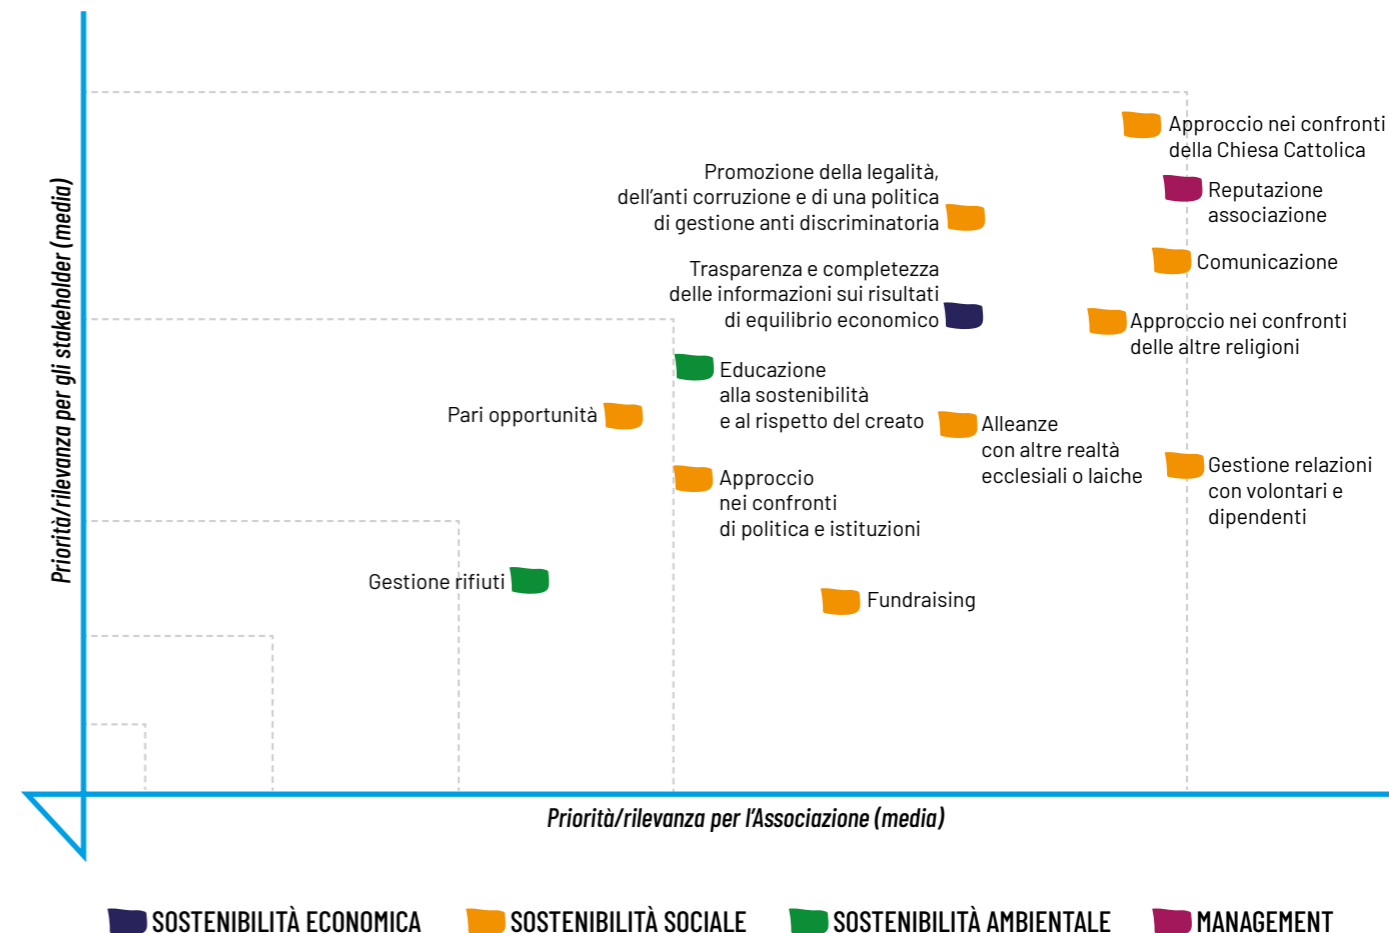 Priorità/rilevanza per gli stakeholder (media)
Approccio nei confronti
della Chiesa Cattolica
Promozione della legalità,
dell'anti corruzione e di una politica
di gestione anti discriminatoria
Reputazione
associazione
Comunicazione
Trasparenza e completezza
delle informazioni sui risultati
di equilibrio economico
Approccio nei confronti
delle altre religioni
Educazione
alla sostenibilità
e al rispetto del creato
Pari opportunità
Alleanze
con altre realtà
ecclesiali o laiche
Gestione relazioni
con volontari e
dipendenti
Approccio
nei confronti
di politica e istituzioni
Gestione rifiuti
Fundraising
Priorità/rilevanza per l'Associazione (media)
SOSTENIBILITÀ ECONOMICA
SOSTENIBILITÀ SOCIALE
SOSTENIBILITÀ AMBIENTALE
MANAGEMENT